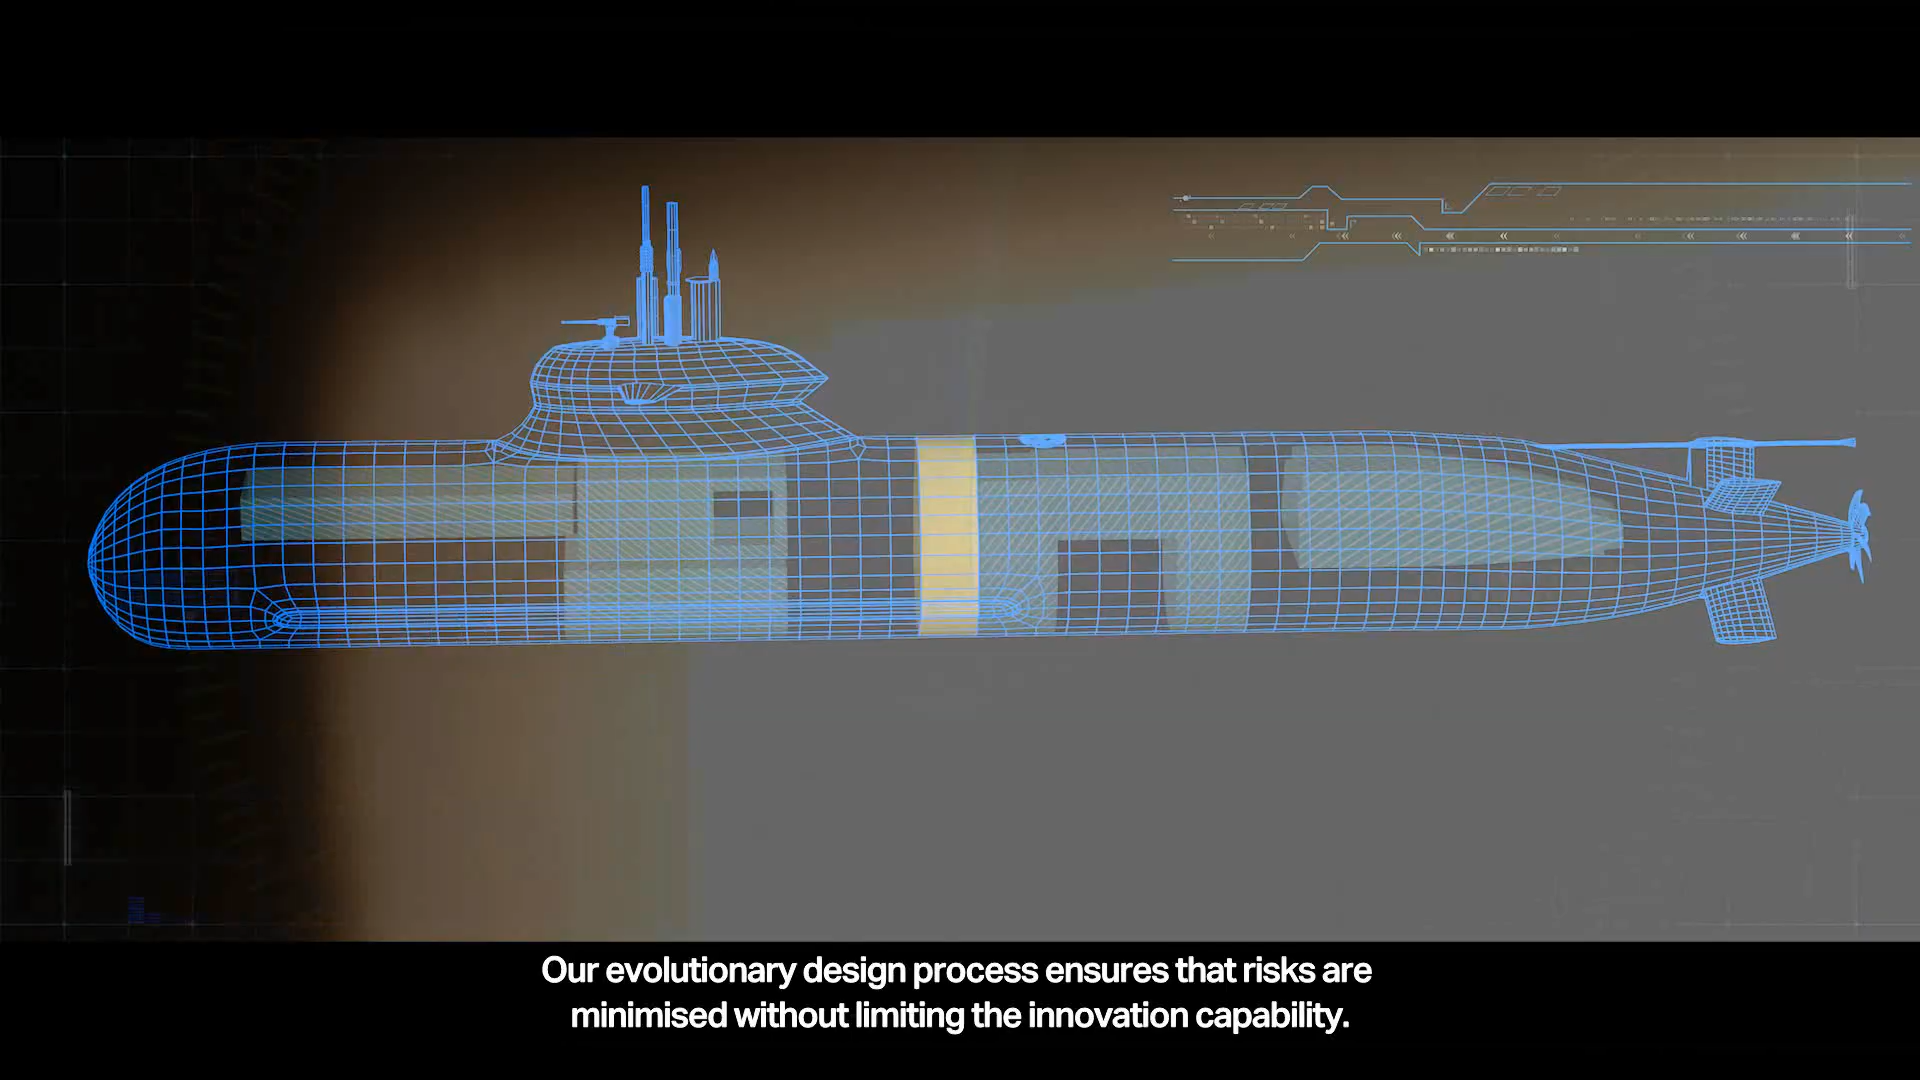 Our evolutionary design process ensures that risks are
minimised without limiting the innovation capability.